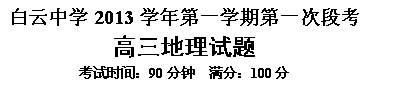 白云中学 2013 学年第一学期第一次段考
高三地理试题
考试时间：90 分钟 满分：100 分